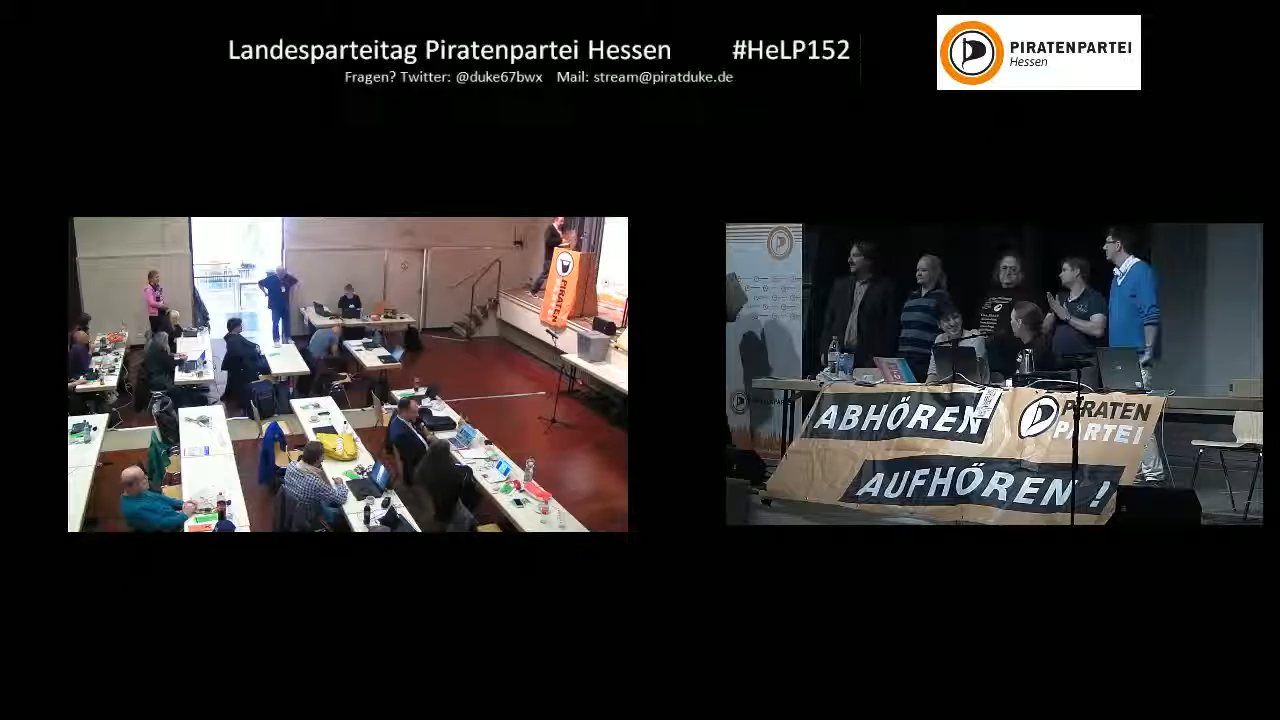 Landesparteitag Piratenpartei Hessen #HeLP152
Fragen? Twitter: @duke67bwx Mail: stream@piratduke.de
PIRATENPARTEI
Hessen
PIRATEN
ABHÖREN
PIRATEN
PARTEI
AUFHÖREN !